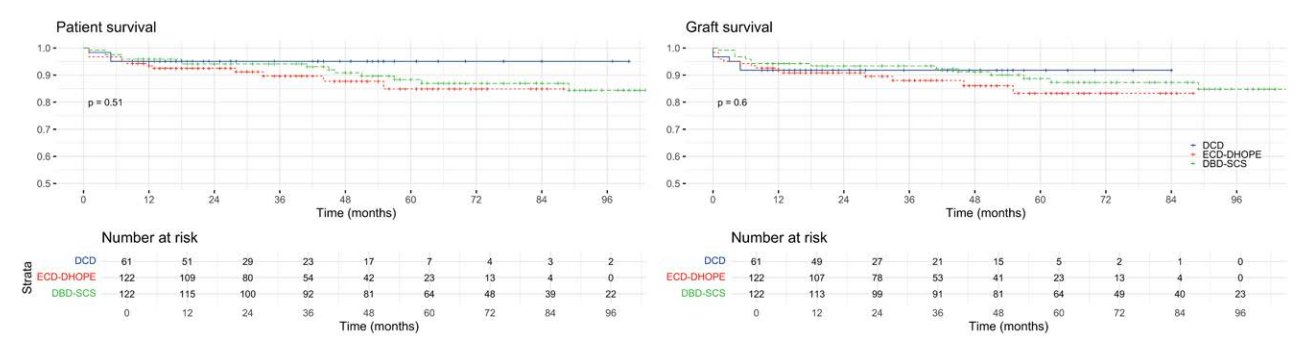 Patient survival
1.0
0.9
0.8
0.7
0.6
0.5
p = 0.51
0 12 24 36 48 60 72 84 96
Time (months)
Number at risk
Strata
DCD 61 51 29 23 17 7 4 3 2
ECD-DHOPE 122 109 80 54 42 23 13 4 0
DBD-SCS 122 115 100 92 81 64 48 39 22
0 12 24 36 48 60 72 84 96
Time (months)
Graft survival
1.0
0.9
0.8
0.7
0.6
0.5
p = 0.6
DCD
ECD-DHOPE
DBD-SCS
0 12 24 36 48 60 72 84 96
Time (months)
Number at risk
DCD 61 49 27 21 15 5 2 1 0
ECD-DHOPE 122 107 78 53 41 23 13 4 0
DBD-SCS 122 113 99 91 81 64 49 40 23
0 12 24 36 48 60 72 84 96
Time (months)